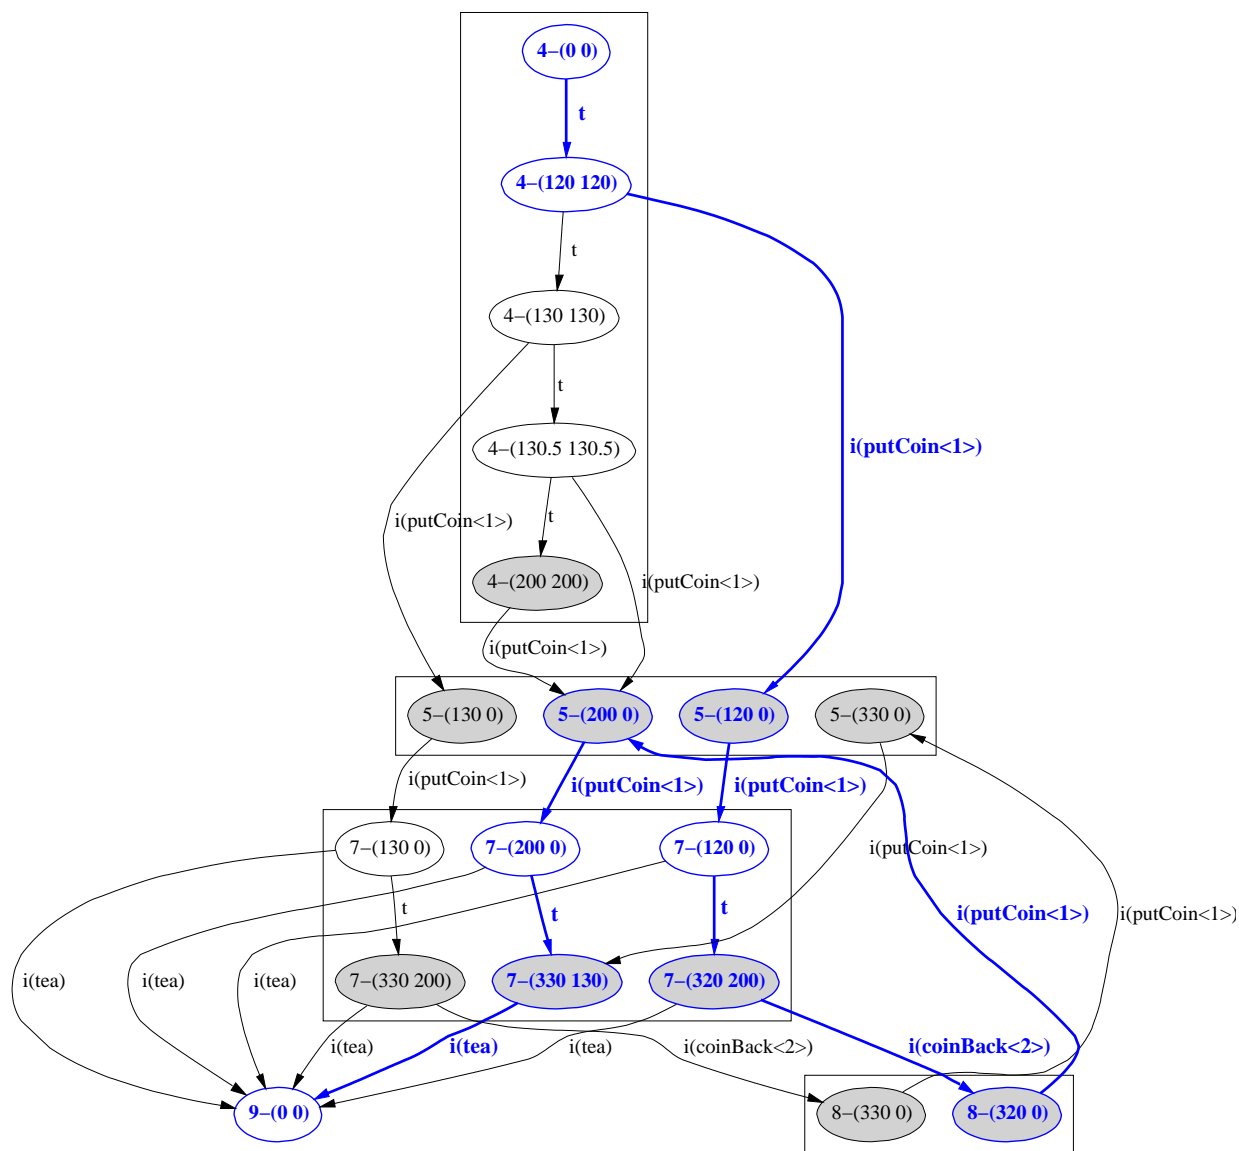 4–(0 0)
t
4–(120 120)
t
4–(130 130)
t
4–(130.5 130.5)
i(putCoin<1>)
i(putCoin<1>)
t
4–(200 200)
i(putCoin<1>)
i(putCoin<1>)
5–(130 0)
5–(200 0)
5–(120 0)
5–(330 0)
i(putCoin<1>)
i(putCoin<1>)
i(putCoin<1>)
7–(130 0)
7–(200 0)
7–(120 0)
i(putCoin<1>)
t
t
t
i(putCoin<1>)
i(putCoin<1>)
i(tea)
i(tea)
i(tea)
7–(330 200)
7–(330 130)
7–(320 200)
i(tea)
i(tea)
i(tea)
i(coinBack<2>)
i(coinBack<2>)
9–(0 0)
8–(330 0)
8–(320 0)